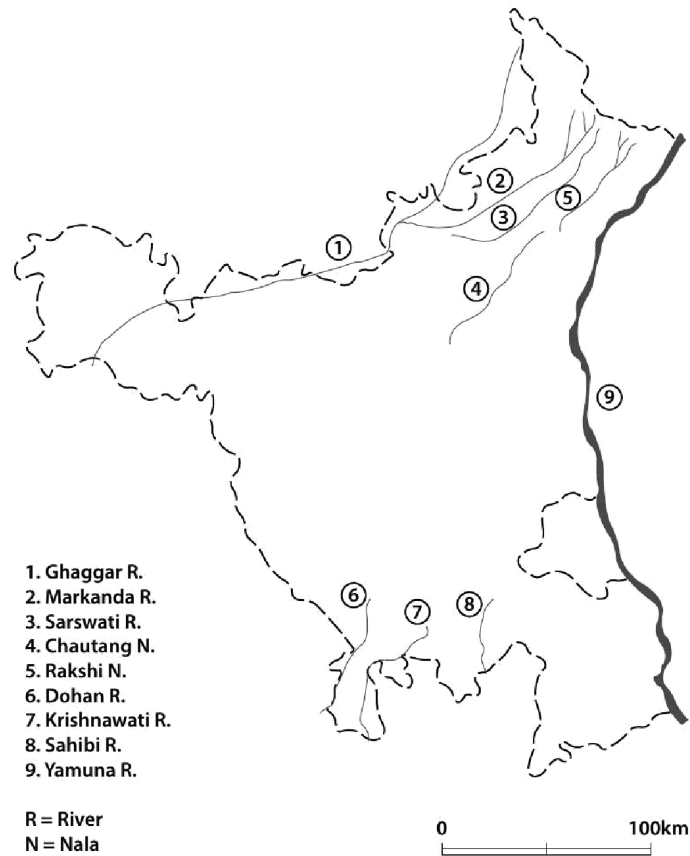 2
1
3
5
4
9
6
7
8
1. Ghaggar R.
2. Markanda R.
3. Sarswati R.
4. Chautang N.
5. Rakshi N.
6. Dohan R.
7. Krishnawati R.
8. Sahibi R.
9. Yamuna R.
R = River
N = Nala
0 100km